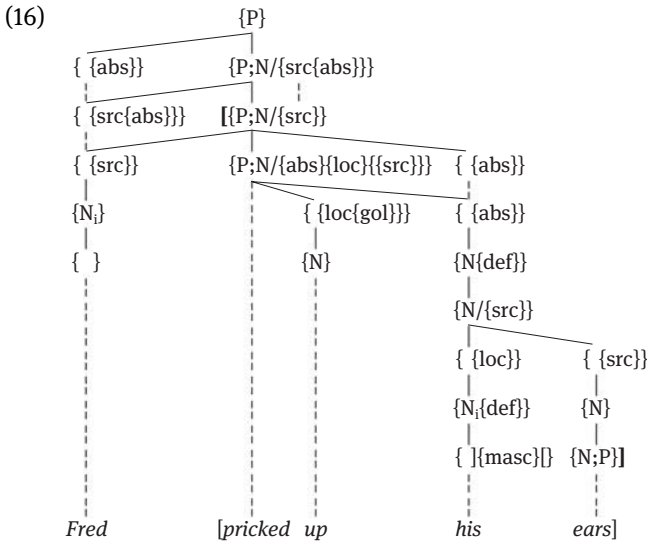 (16) {P}
{ {abs}} {P;N/{src{abs}}}
{ {src{abs}}} [{P;N/{src}}
{ {src}} {P;N/{abs}{loc}{{src}}} { {abs}}
{Nᵢ} { {loc{gol}}} { {abs}}
{ } {N} {N{def}}
{N/{src}}
{ {loc}} { {src}}
{Nᵢ{def}} {N}
{ ]{masc}[} {N;P}]
Fred [pricked up his ears]